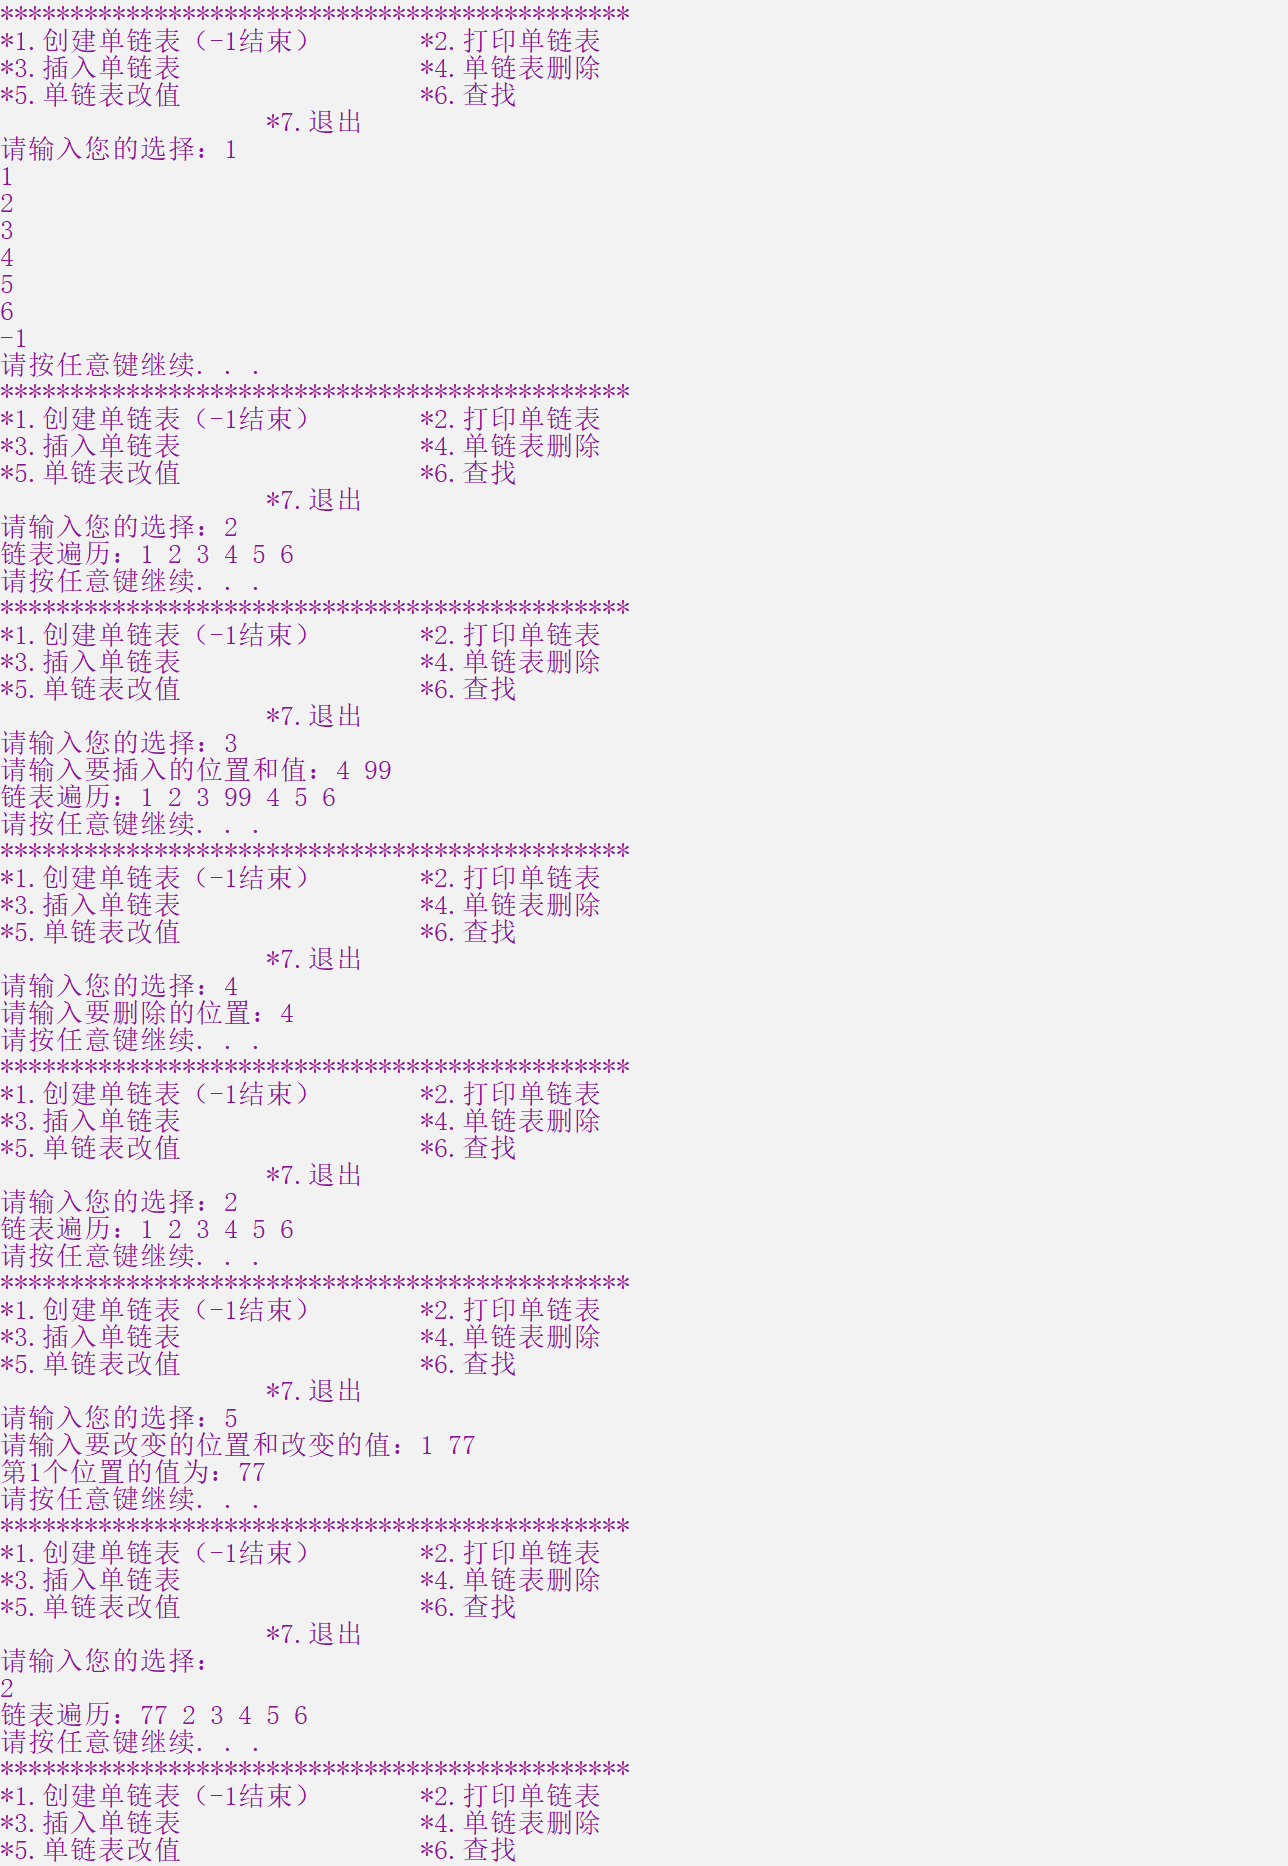 *********************************************
*1.创建单链表（-1结束） *2.打印单链表
*3.插入单链表 *4.单链表删除
*5.单链表改值 *6.查找
*7.退出
请输入您的选择：1
1
2
3
4
5
6
-1
请按任意键继续. . .
*********************************************
*1.创建单链表（-1结束） *2.打印单链表
*3.插入单链表 *4.单链表删除
*5.单链表改值 *6.查找
*7.退出
请输入您的选择：2
链表遍历：1 2 3 4 5 6
请按任意键继续. . .
*********************************************
*1.创建单链表（-1结束） *2.打印单链表
*3.插入单链表 *4.单链表删除
*5.单链表改值 *6.查找
*7.退出
请输入您的选择：3
请输入要插入的位置和值：4 99
链表遍历：1 2 3 99 4 5 6
请按任意键继续. . .
*********************************************
*1.创建单链表（-1结束） *2.打印单链表
*3.插入单链表 *4.单链表删除
*5.单链表改值 *6.查找
*7.退出
请输入您的选择：4
请输入要删除的位置：4
请按任意键继续. . .
*********************************************
*1.创建单链表（-1结束） *2.打印单链表
*3.插入单链表 *4.单链表删除
*5.单链表改值 *6.查找
*7.退出
请输入您的选择：2
链表遍历：1 2 3 4 5 6
请按任意键继续. . .
*********************************************
*1.创建单链表（-1结束） *2.打印单链表
*3.插入单链表 *4.单链表删除
*5.单链表改值 *6.查找
*7.退出
请输入您的选择：5
请输入要改变的位置和改变的值：1 77
第1个位置的值为：77
请按任意键继续. . .
*********************************************
*1.创建单链表（-1结束） *2.打印单链表
*3.插入单链表 *4.单链表删除
*5.单链表改值 *6.查找
*7.退出
请输入您的选择：
2
链表遍历：77 2 3 4 5 6
请按任意键继续. . .
*********************************************
*1.创建单链表（-1结束） *2.打印单链表
*3.插入单链表 *4.单链表删除
*5.单链表改值 *6.查找